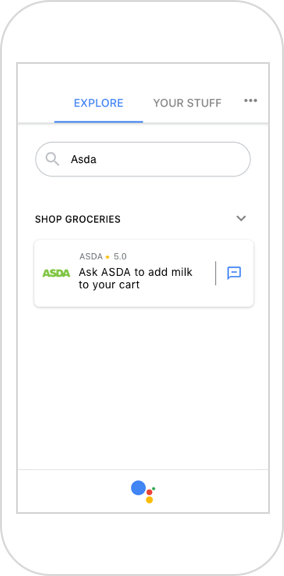 EXPLORE YOUR STUFF
Asda
SHOP GROCERIES
ASDA 5.0
ASDA
Ask ASDA to add milk
to your cart